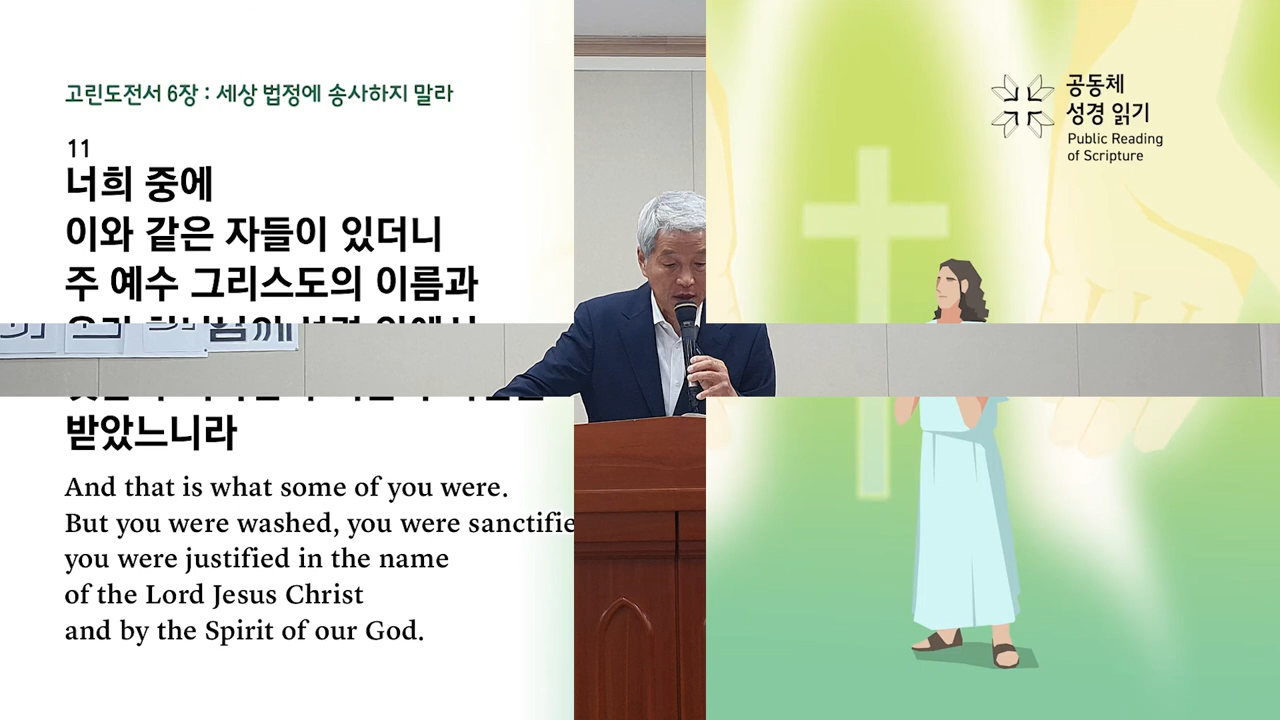 고린도전서 6장 : 세상 법정에 송사하지 말라
11
너희 중에
이와 같은 자들이 있더니
주 예수 그리스도의 이름과
받았느니라
And that is what some of you were.
But you were washed, you were sanctifie
you were justified in the name
of the Lord Jesus Christ
and by the Spirit of our God.
공동체
성경 읽기
Public Reading
of Scripture
함께